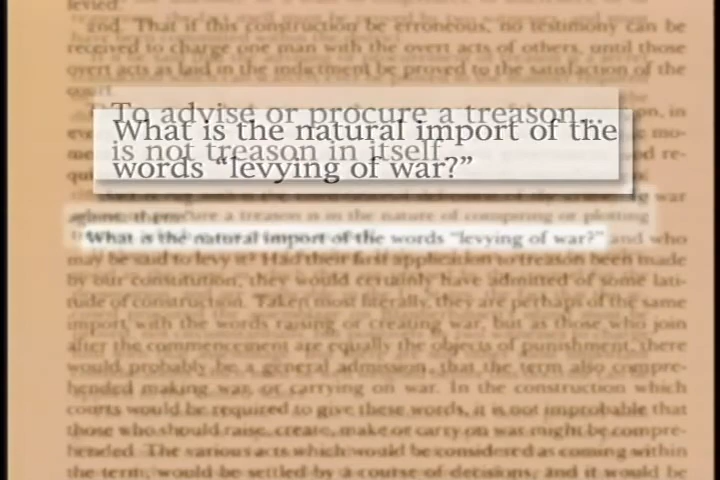 levied.
2nd. That if this construction be erroneous, no testimony can be
received to charge one man with the overt acts of others, until those
overt acts as laid in the indictment be proved to the satisfaction of the
court.
To advise or procure a treason...
is not treason in itself
What is the natural import of the
words “levying of war?”
What is the natural import of the words “levying of war?” and who
may be said to levy it? Had their first application to treason been made
by our constitution, they would certainly have admitted of some lati-
tude of construction. Taken most literally, they are perhaps of the same
import with the words raising or creating war, but as those who join
after the commencement are equally the objects of punishment, there
would probably be a general admission, that the term also compre-
hended making war, or carrying on war. In the construction which
courts would be required to give these words, it is not improbable that
those who should raise, create, make or carry on war might be compre-
hended. The various acts which would be considered as coming within
the term, would be settled by a course of decisions, and it would be